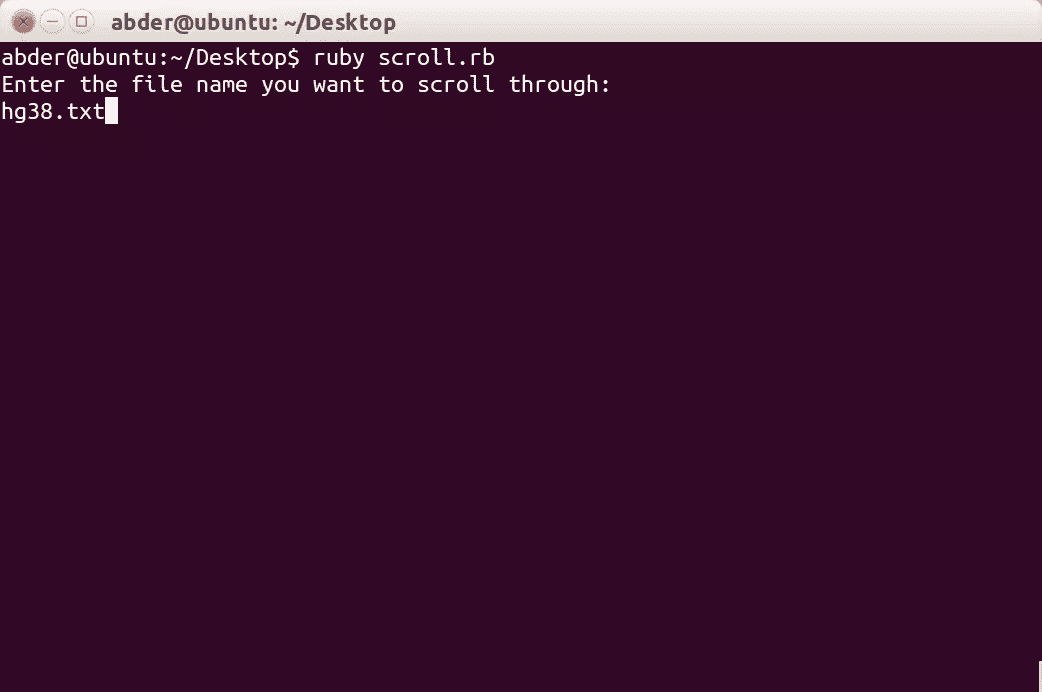 abder@ubuntu: ~/Desktop
abder@ubuntu:~/Desktop$ ruby scroll.rb
Enter the file name you want to scroll through:
hg38.txt